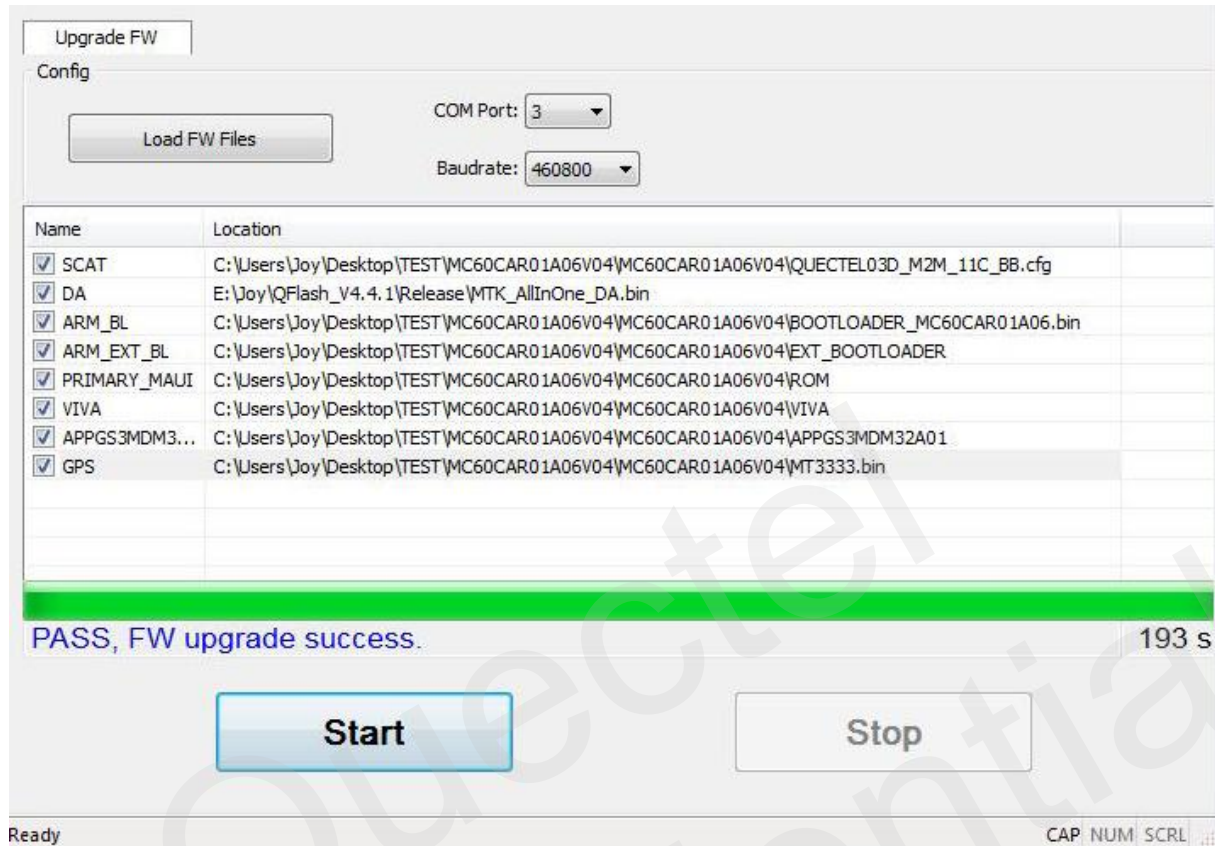 Upgrade FW
Config
Load FW Files
COM Port: 3
Baudrate: 460800
Name Location
SCAT C:\Users\Joy\Desktop\TEST\MC60CAR01A06V04\MC60CAR01A06V04\QUECTEL03D_M2M_11C_BB.cfg
DA E:\Joy\QFlash_V4.4.1\Release\MTK_AllInOne_DA.bin
ARM_BL C:\Users\Joy\Desktop\TEST\MC60CAR01A06V04\MC60CAR01A06V04\BOOTLOADER_MC60CAR01A06.bin
ARM_EXT_BL C:\Users\Joy\Desktop\TEST\MC60CAR01A06V04\MC60CAR01A06V04\EXT_BOOTLOADER
PRIMARY_MAUI C:\Users\Joy\Desktop\TEST\MC60CAR01A06V04\MC60CAR01A06V04\ROM
VIVA C:\Users\Joy\Desktop\TEST\MC60CAR01A06V04\MC60CAR01A06V04\VIVA
APPGS3MDM3... C:\Users\Joy\Desktop\TEST\MC60CAR01A06V04\MC60CAR01A06V04\APPGS3MDM32A01
GPS C:\Users\Joy\Desktop\TEST\MC60CAR01A06V04\MC60CAR01A06V04\MT3333.bin
PASS, FW upgrade success. 193 s
Start Stop
Ready CAP NUM SCRL
Quectel